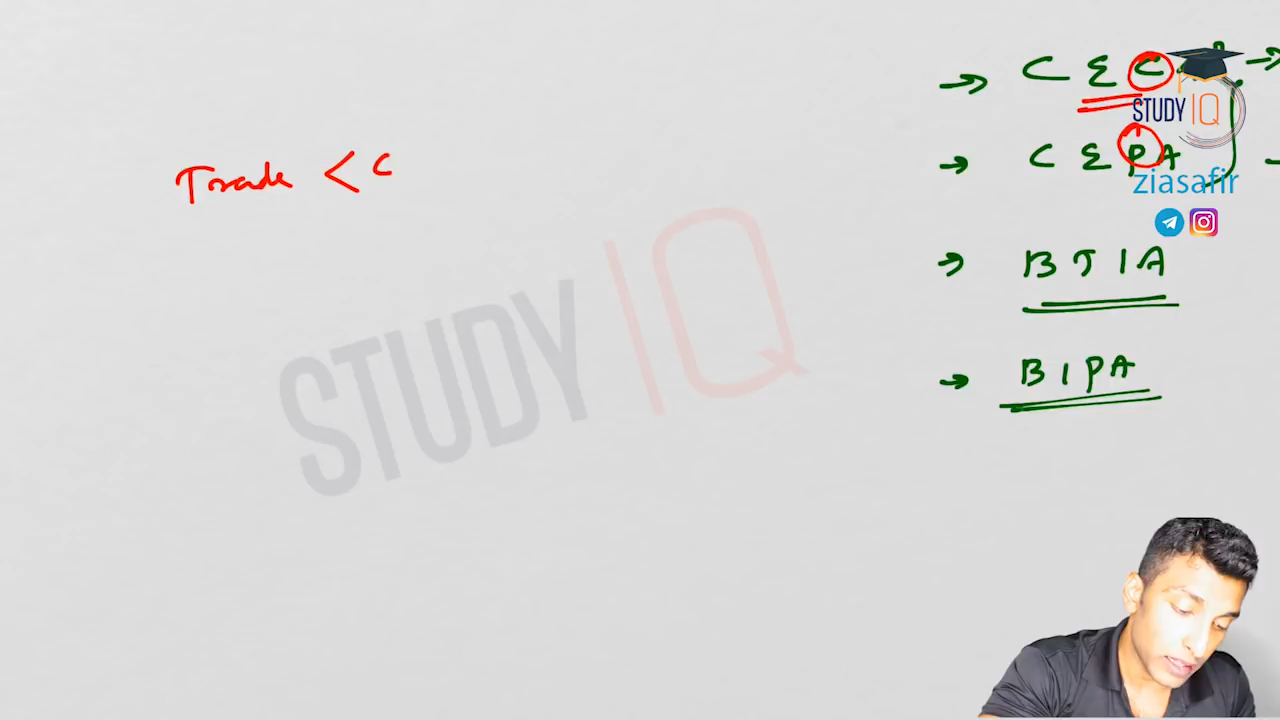 → C E C A →
STUDY IQ
Trade < C
→ C E P A →
ziasafir
→ B T I A
STUDY IQ
→ B I P A